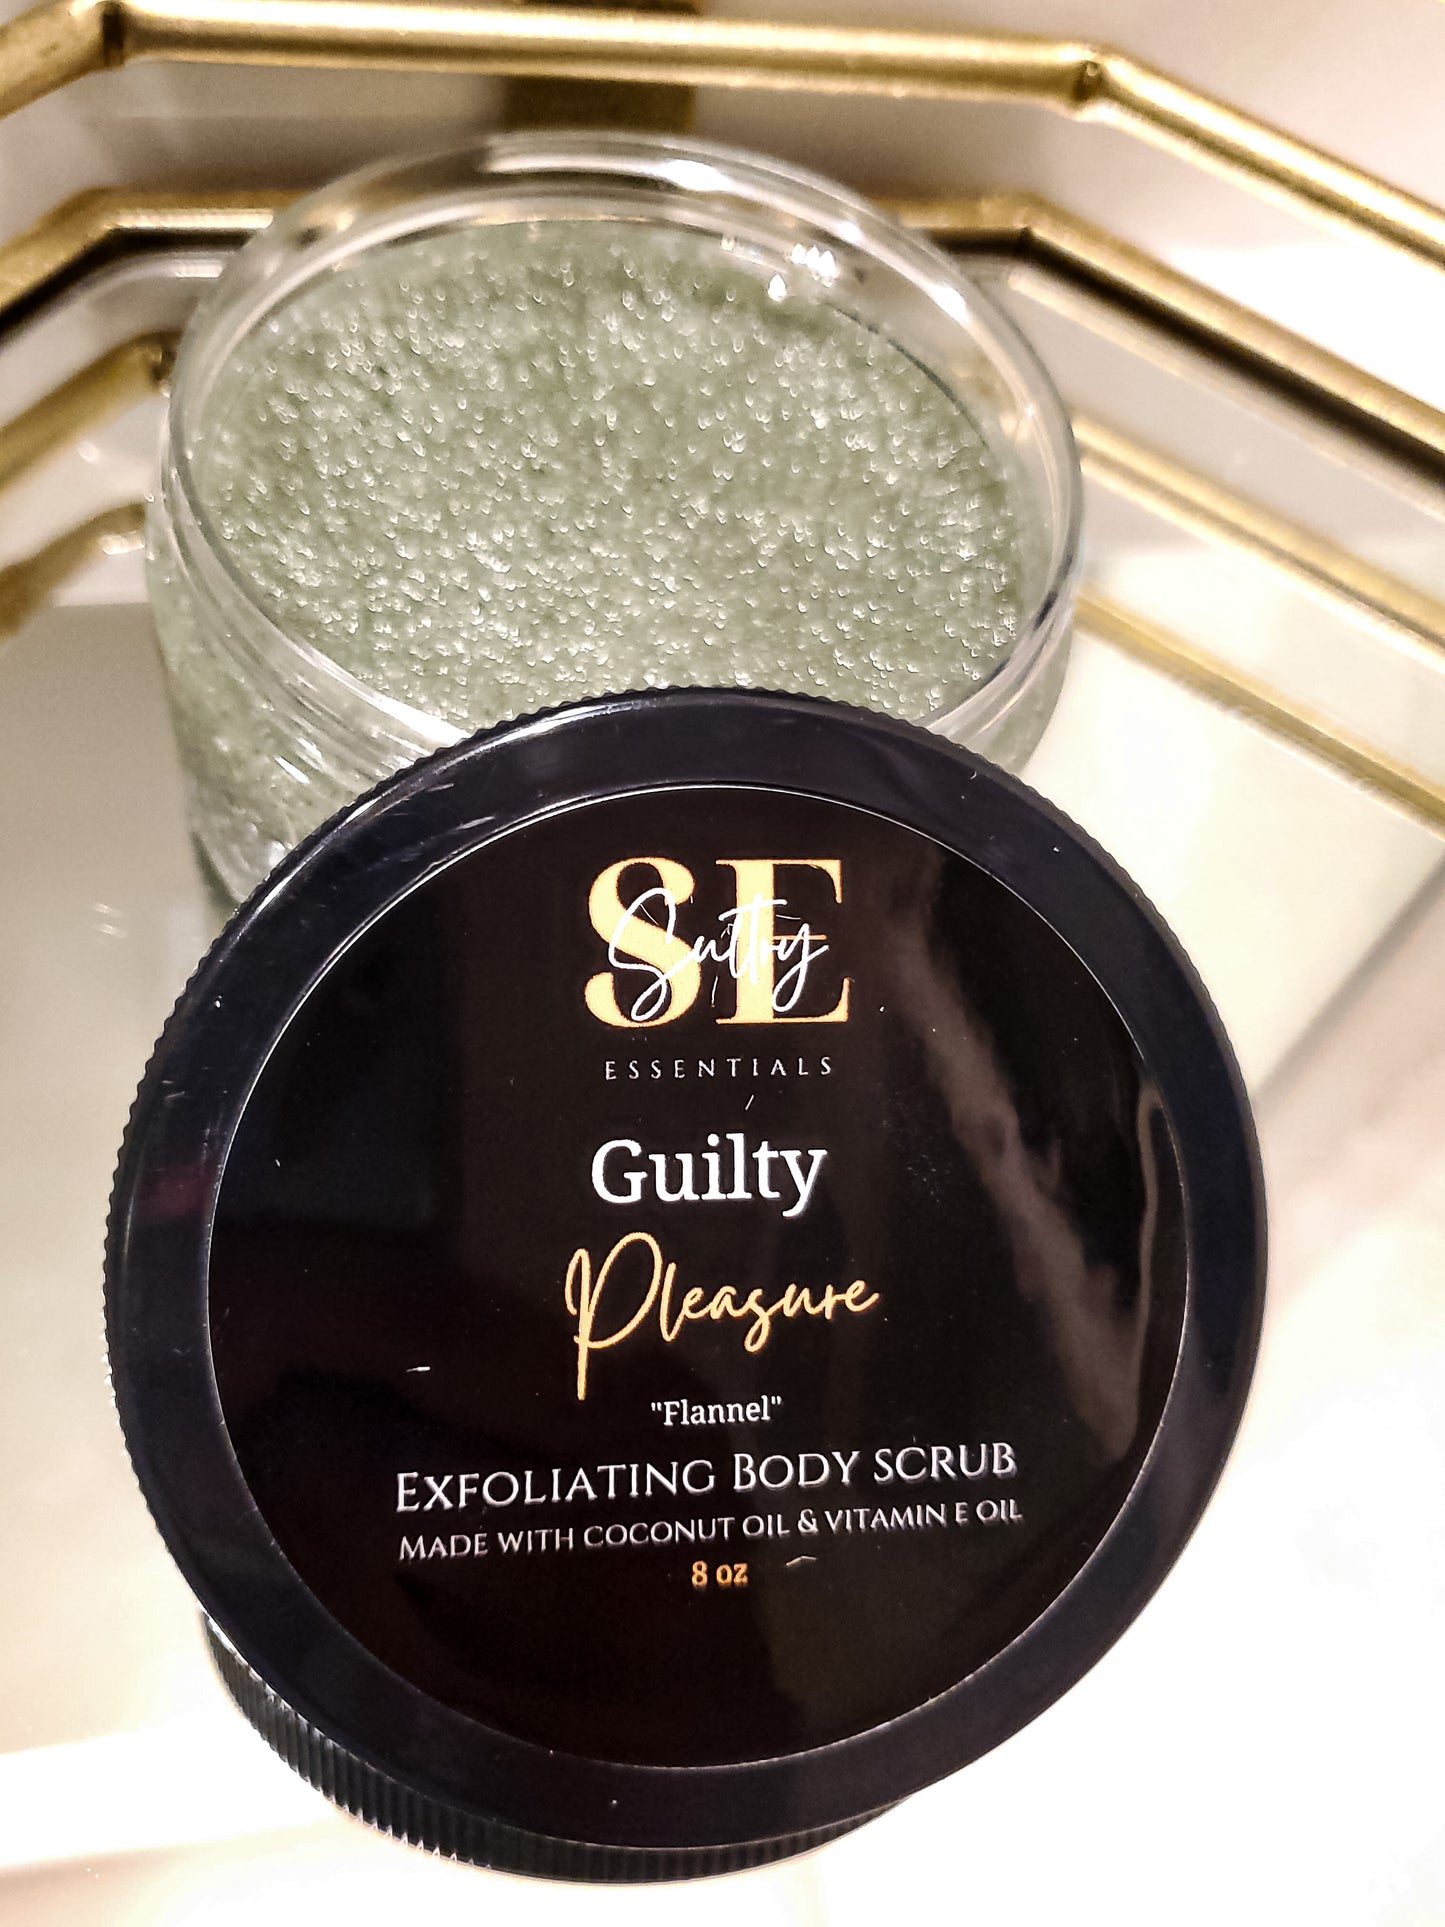 SE
Sultry
ESSENTIALS
Guilty
Pleasure
"Flannel"
EXFOLIATING BODY SCRUB
MADE WITH COCONUT OIL & VITAMIN E OIL
8 oz